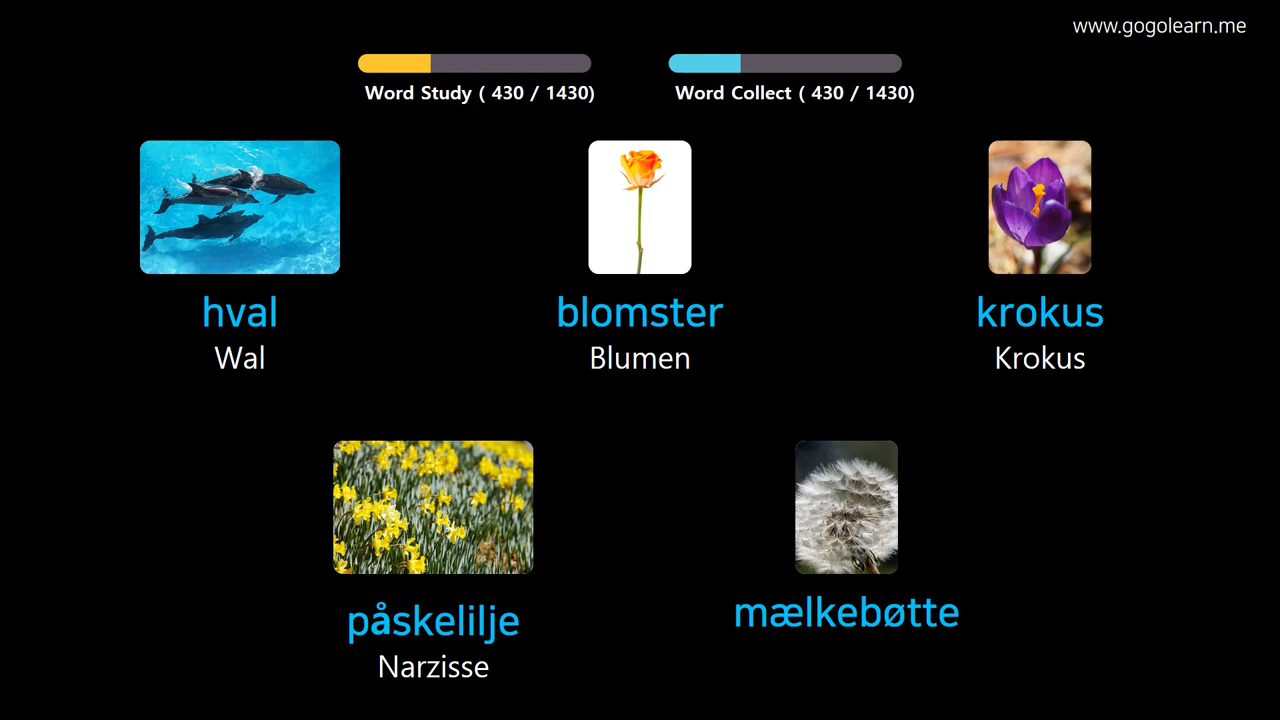 www.gogolearn.me
Word Study ( 430 / 1430)
Word Collect ( 430 / 1430)
hval
Wal
blomster
Blumen
krokus
Krokus
påskelilje
Narzisse
mælkebøtte